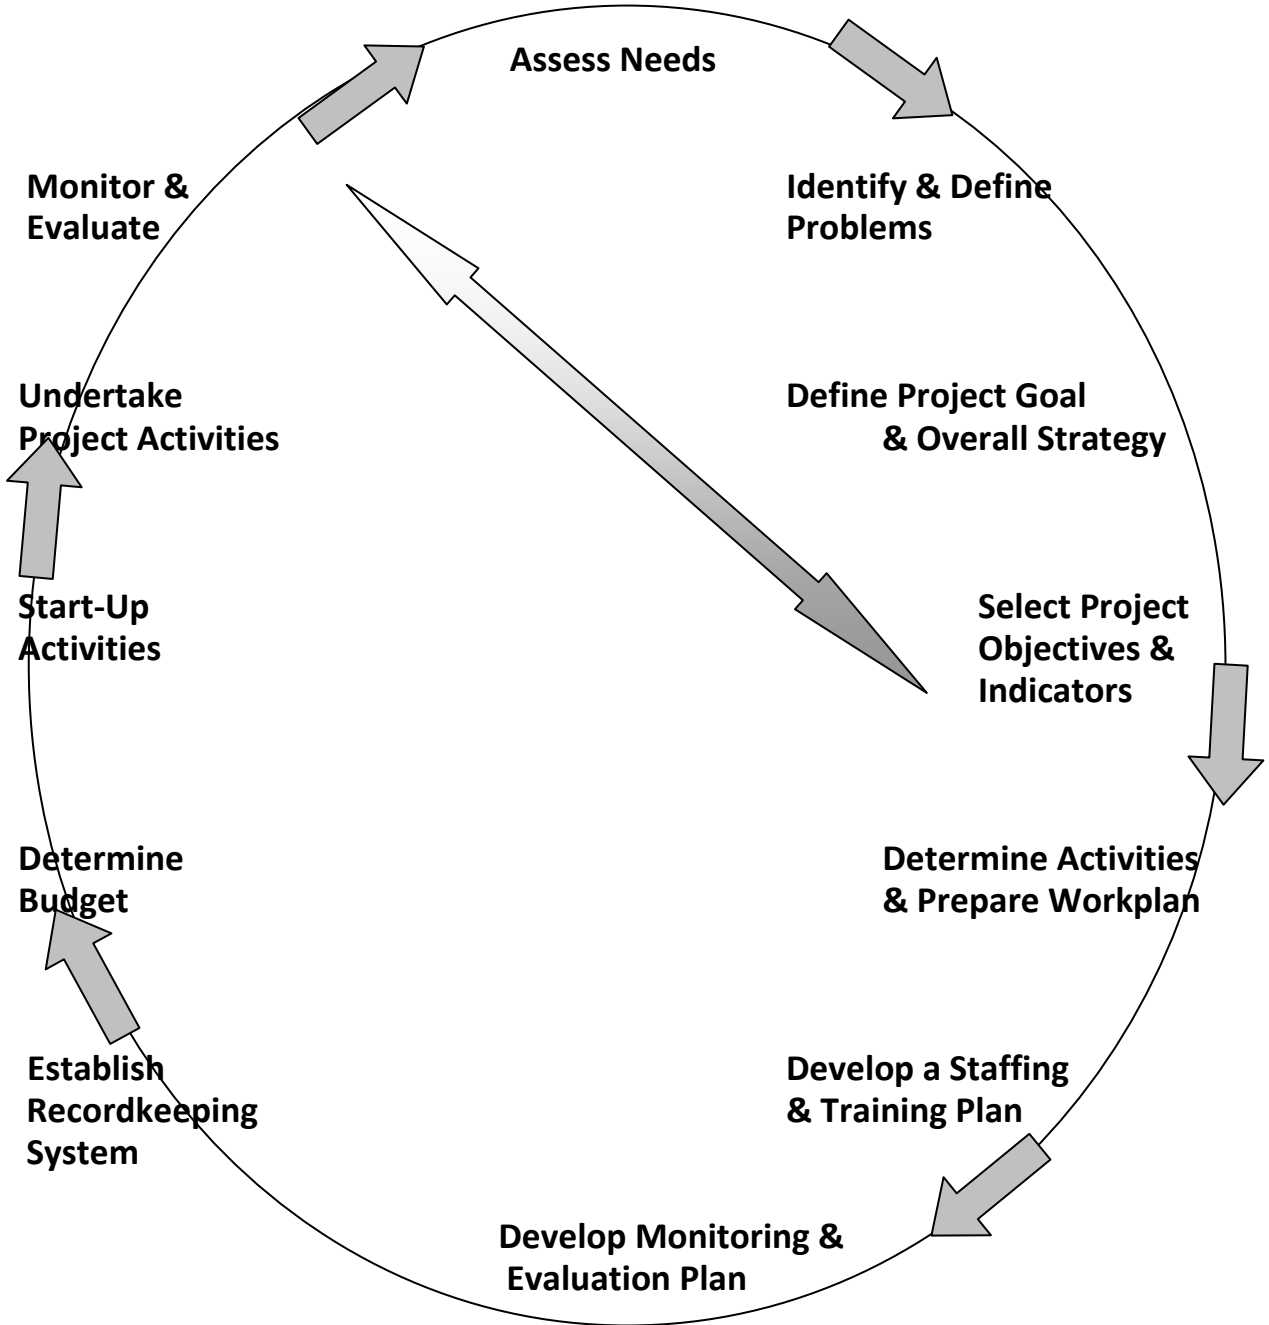 Assess Needs
Identify & Define
Problems
Define Project Goal
& Overall Strategy
Select Project
Objectives &
Indicators
Determine Activities
& Prepare Workplan
Develop a Staffing
& Training Plan
Develop Monitoring &
Evaluation Plan
Establish
Recordkeeping
System
Determine
Budget
Start-Up
Activities
Undertake
Project Activities
Monitor &
Evaluate